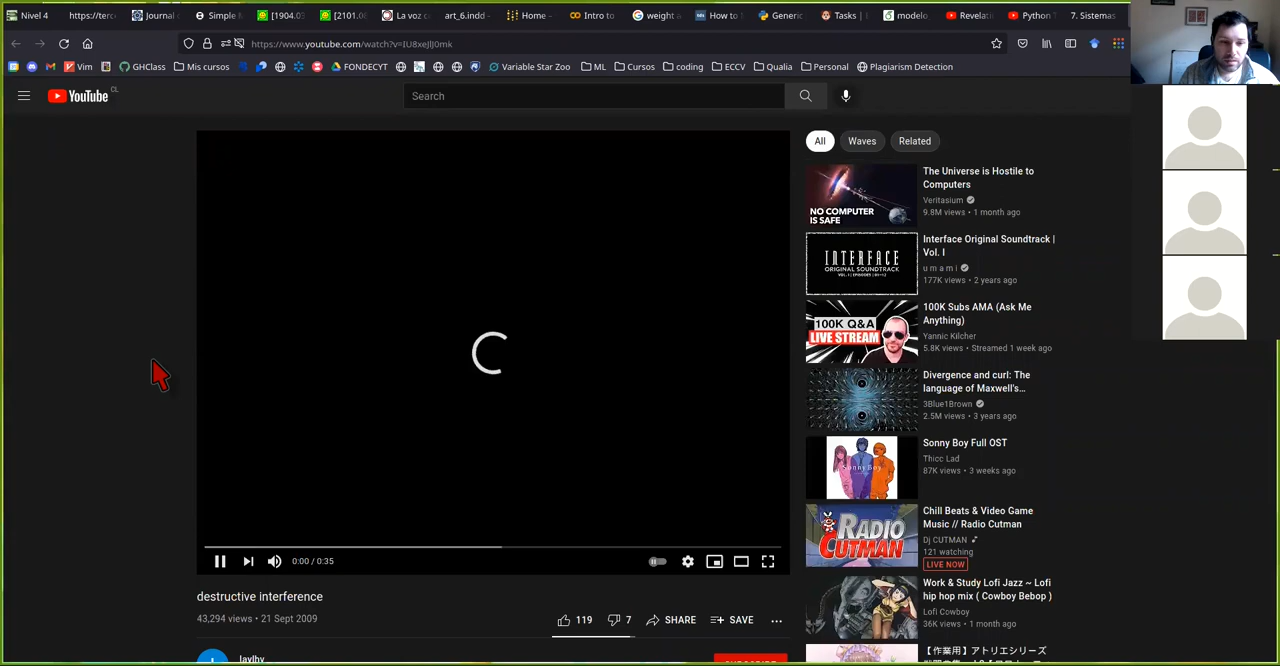 Nivel 4
https://terce
Journal
Simple M
[1904.03
[2101.08
La voz c
art_6.indd
Home -
Intro to
weight a
How to
Generic
Tasks |
modelo
Revelati
Python T
7. Sistemas
https://www.youtube.com/watch?v=IU8xeJlJ0mk
Vim
GHClass
Mis cursos
FONDECYT
Variable Star Zoo
ML
Cursos
coding
ECCV
Qualia
Personal
Plagiarism Detection
YouTube CL
Search
All
Waves
Related
NO COMPUTER
IS SAFE
The Universe is Hostile to
Computers
Veritasium
9.8M views • 1 month ago
INTERFACE
ORIGINAL SOUNDTRACK
Interface Original Soundtrack |
Vol. I
u m a m i
177K views • 2 years ago
100K Q&A
LIVE STREAM
100K Subs AMA (Ask Me
Anything)
Yannic Kilcher
5.8K views • Streamed 1 week ago
Divergence and curl: The
language of Maxwell's...
3Blue1Brown
2.5M views • 3 years ago
Sonny Boy
Sonny Boy Full OST
Thicc Lad
87K views • 3 weeks ago
RADIO
CUTMAN
Chill Beats & Video Game
Music // Radio Cutman
Dj CUTMAN
121 watching
LIVE NOW
Work & Study Lofi Jazz ~ Lofi
hip hop mix ( Cowboy Bebop )
Lofi Cowboy
36K views • 1 month ago
【作業用】アトリエシリーズ
0:00 / 0:35
destructive interference
43,294 views • 21 Sept 2009
119
7
SHARE
SAVE